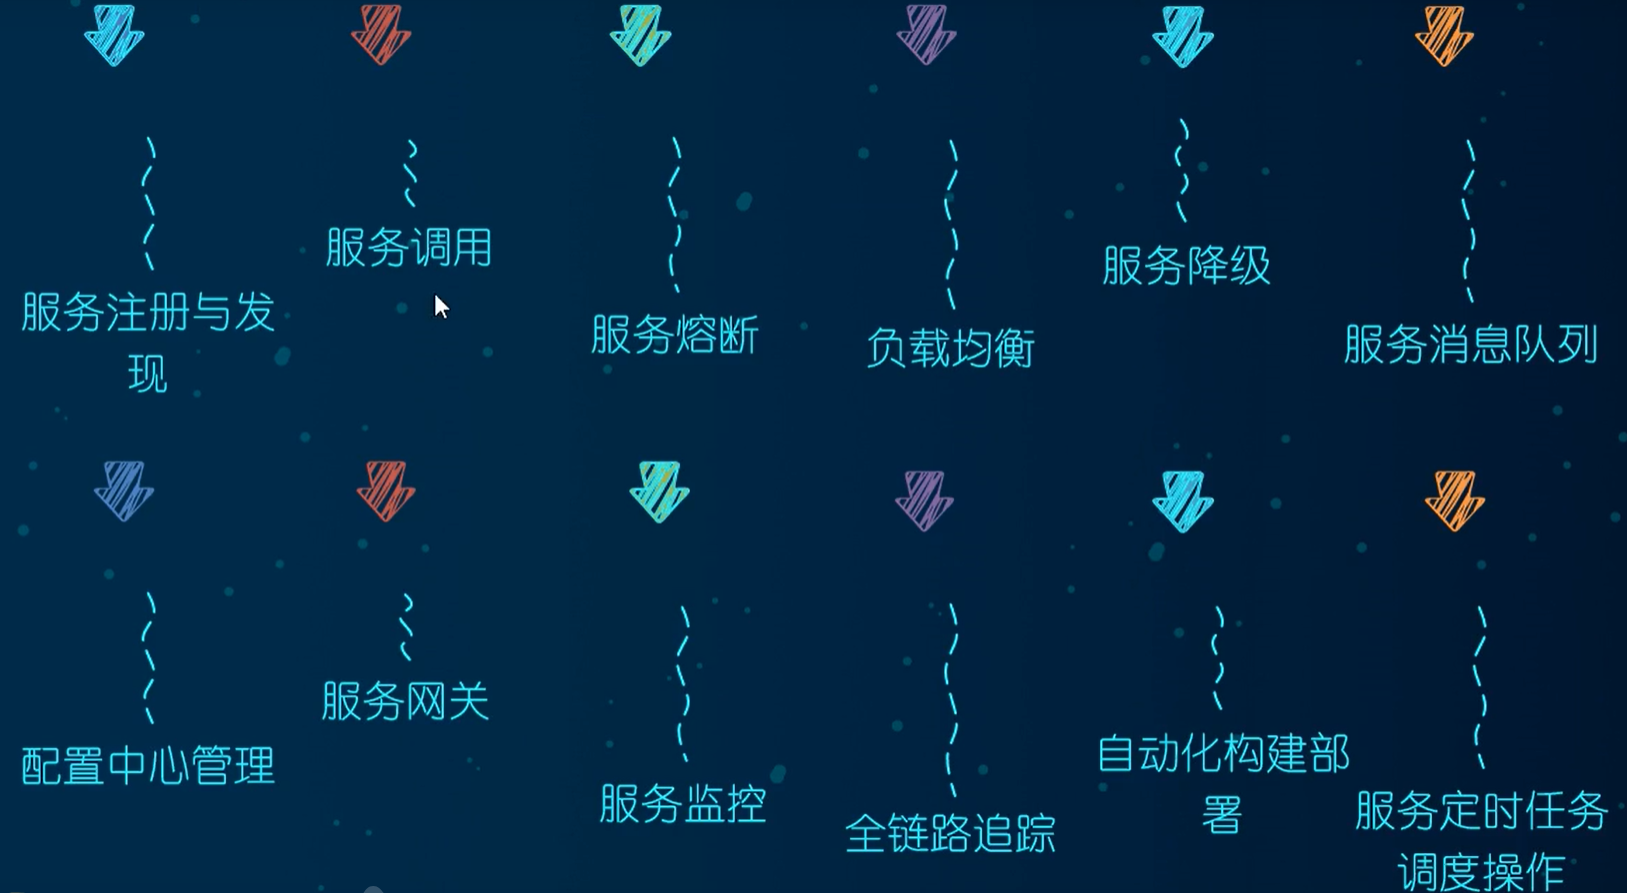 服务注册与发
现
服务调用
服务熔断
负载均衡
服务降级
服务消息队列
配置中心管理
服务网关
服务监控
全链路追踪
自动化构建部
署
服务定时任务
调度操作